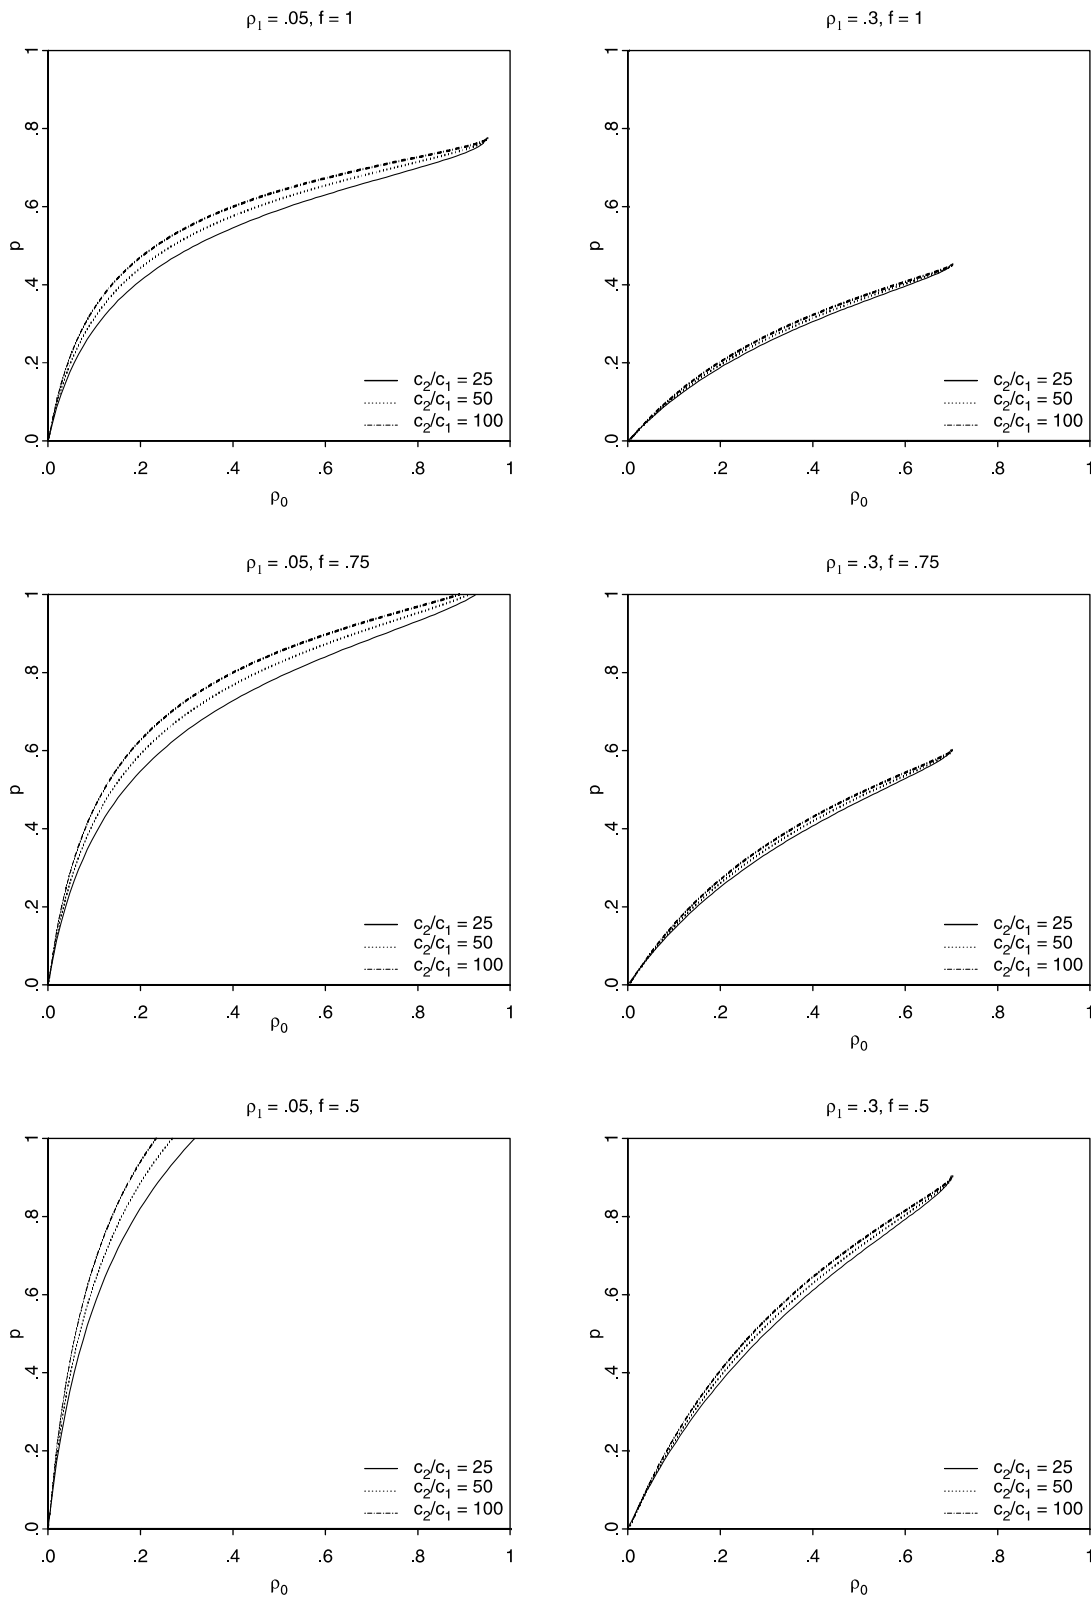 ρ1 = .05, f = 1
p
.0 .2 .4 .6 .8 1
.0 .2 .4 .6 .8 1
ρ0
c2/c1 = 25
c2/c1 = 50
c2/c1 = 100
ρ1 = .3, f = 1
p
.0 .2 .4 .6 .8 1
.0 .2 .4 .6 .8 1
ρ0
c2/c1 = 25
c2/c1 = 50
c2/c1 = 100
ρ1 = .05, f = .75
p
.0 .2 .4 .6 .8 1
.0 .2 .4 .6 .8 1
ρ0
c2/c1 = 25
c2/c1 = 50
c2/c1 = 100
ρ1 = .3, f = .75
p
.0 .2 .4 .6 .8 1
.0 .2 .4 .6 .8 1
ρ0
c2/c1 = 25
c2/c1 = 50
c2/c1 = 100
ρ1 = .05, f = .5
p
.0 .2 .4 .6 .8 1
.0 .2 .4 .6 .8 1
ρ0
c2/c1 = 25
c2/c1 = 50
c2/c1 = 100
ρ1 = .3, f = .5
p
.0 .2 .4 .6 .8 1
.0 .2 .4 .6 .8 1
ρ0
c2/c1 = 25
c2/c1 = 50
c2/c1 = 100